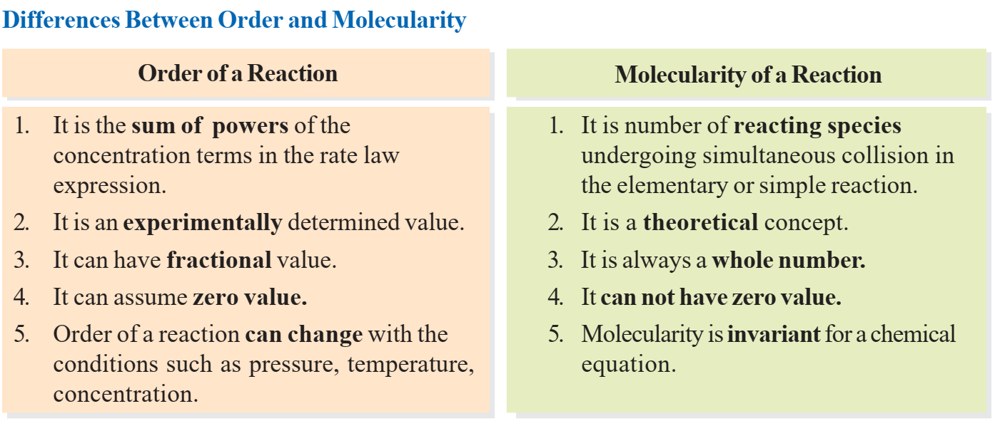 Differences Between Order and Molecularity
Order of a Reaction
1. It is the sum of powers of the
concentration terms in the rate law
expression.
2. It is an experimentally determined value.
3. It can have fractional value.
4. It can assume zero value.
5. Order of a reaction can change with the
conditions such as pressure, temperature,
concentration.
Molecularity of a Reaction
1. It is number of reacting species
undergoing simultaneous collision in
the elementary or simple reaction.
2. It is a theoretical concept.
3. It is always a whole number.
4. It can not have zero value.
5. Molecularity is invariant for a chemical
equation.